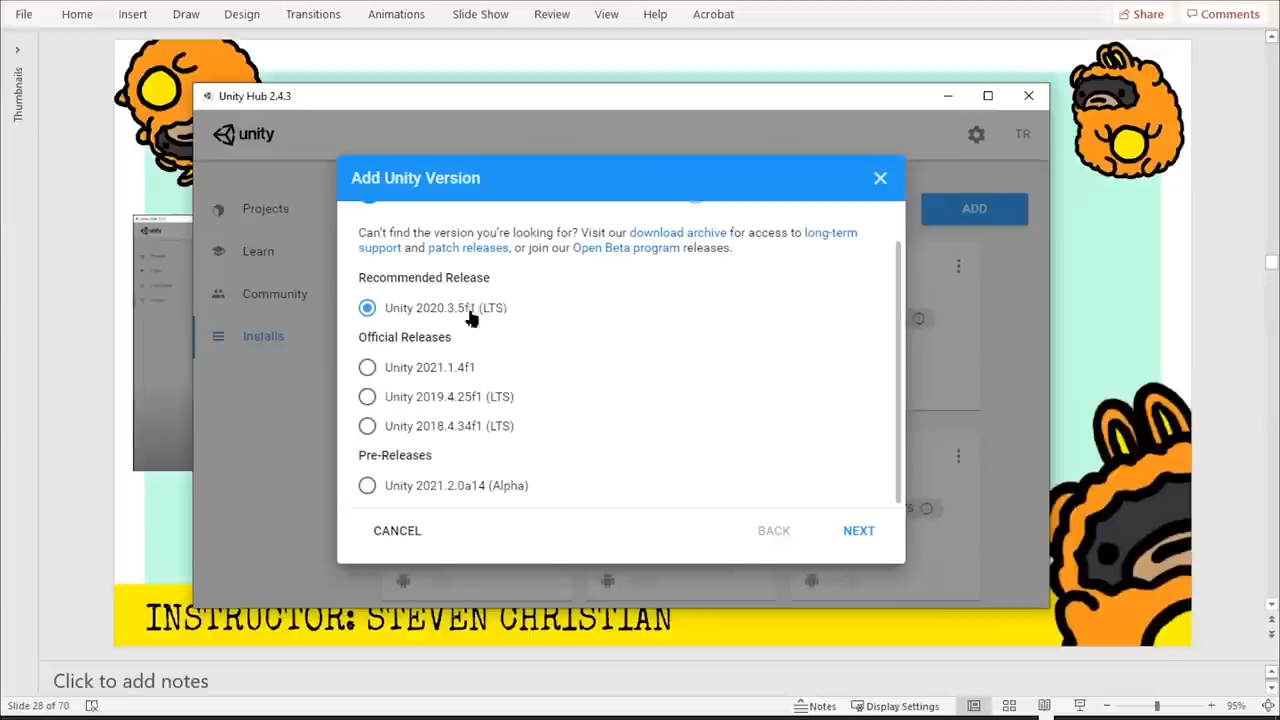 File Home Insert Draw Design Transitions Animations Slide Show Review View Help Acrobat Share Comments
Thumbnails
Unity Hub 2.4.3
unity
TR
Add Unity Version
Projects
Learn
Community
Installs
ADD
Can't find the version you're looking for? Visit our download archive for access to long-term
support and patch releases, or join our Open Beta program releases.
Recommended Release
Unity 2020.3.5f1 (LTS)
Official Releases
Unity 2021.1.4f1
Unity 2019.4.25f1 (LTS)
Unity 2018.4.34f1 (LTS)
Pre-Releases
Unity 2021.2.0a14 (Alpha)
CANCEL BACK NEXT
INSTRUCTOR: STEVEN CHRISTIAN
Click to add notes
Slide 28 of 70 Notes Display Settings 95%